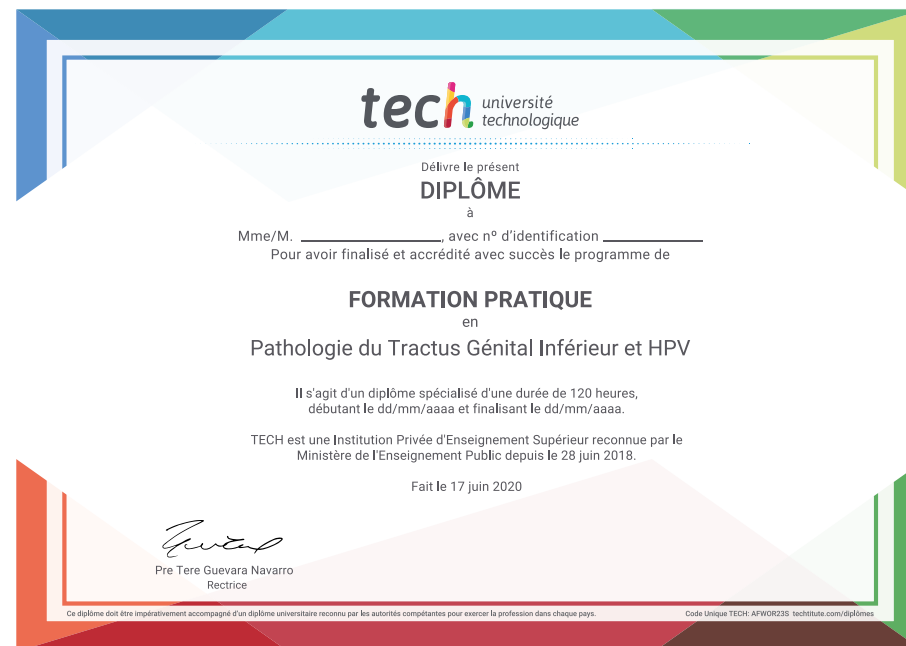 tech université
technologique
Délivre le présent
DIPLÔME
à
Mme/M. ____________________, avec nº d'identification ______________
Pour avoir finalisé et accrédité avec succès le programme de
FORMATION PRATIQUE
en
Pathologie du Tractus Génital Inférieur et HPV
Il s'agit d'un diplôme spécialisé d'une durée de 120 heures,
débutant le dd/mm/aaaa et finalisant le dd/mm/aaaa.
TECH est une Institution Privée d'Enseignement Supérieur reconnue par le
Ministère de l'Enseignement Public depuis le 28 juin 2018.
Fait le 17 juin 2020
Pre Tere Guevara Navarro
Rectrice
Ce diplôme doit être impérativement accompagné d'un diplôme universitaire reconnu par les autorités compétentes pour exercer la profession dans chaque pays.
Code Unique TECH: AFWOR23S techtitute.com/diplômes